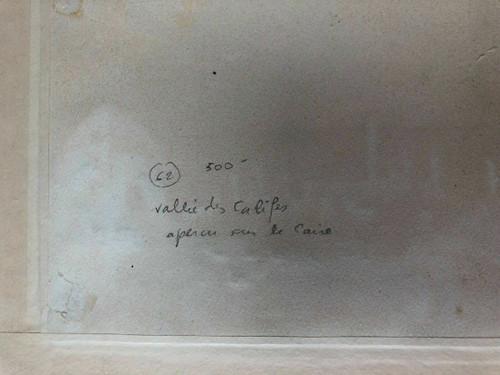 62 500-
vallée des Califes
aperçu sur le Caire